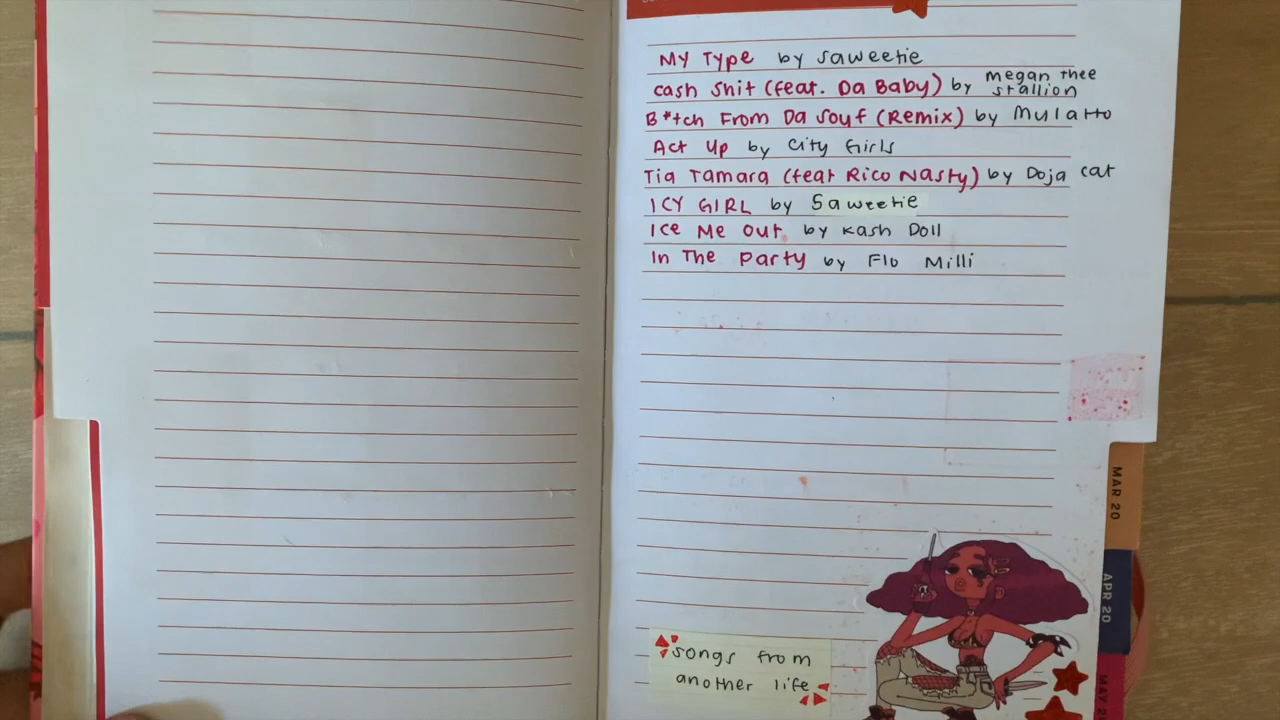 My Type by Saweetie
cash Shit (feat. Da Baby) by megan thee stallion
B*tch From Da Souf (Remix) by Mulatto
Act Up by City Girls
Tia Tamara (feat Rico Nasty) by Doja cat
ICY GIRL by Saweetie
Ice Me Out by Kash Doll
In The Party by Flo Milli
songs from
another life
MAR 20
APR 20